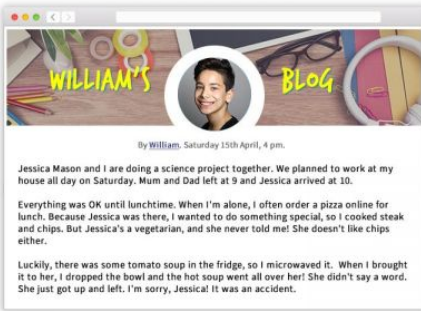 WILLIAM'S BLOG
By William. Saturday 15th April, 4 pm.
Jessica Mason and I are doing a science project together. We planned to work at my
house all day on Saturday. Mum and Dad left at 9 and Jessica arrived at 10.
Everything was OK until lunchtime. When I'm alone, I often order a pizza online for
lunch. Because Jessica was there, I wanted to do something special, so I cooked steak
and chips. But Jessica's a vegetarian, and she never told me! She doesn't like chips
either.
Luckily, there was some tomato soup in the fridge, so I microwaved it. When I brought
it to her, I dropped the bowl and the hot soup went all over her! She didn't say a word.
She just got up and left. I'm sorry, Jessica! It was an accident.